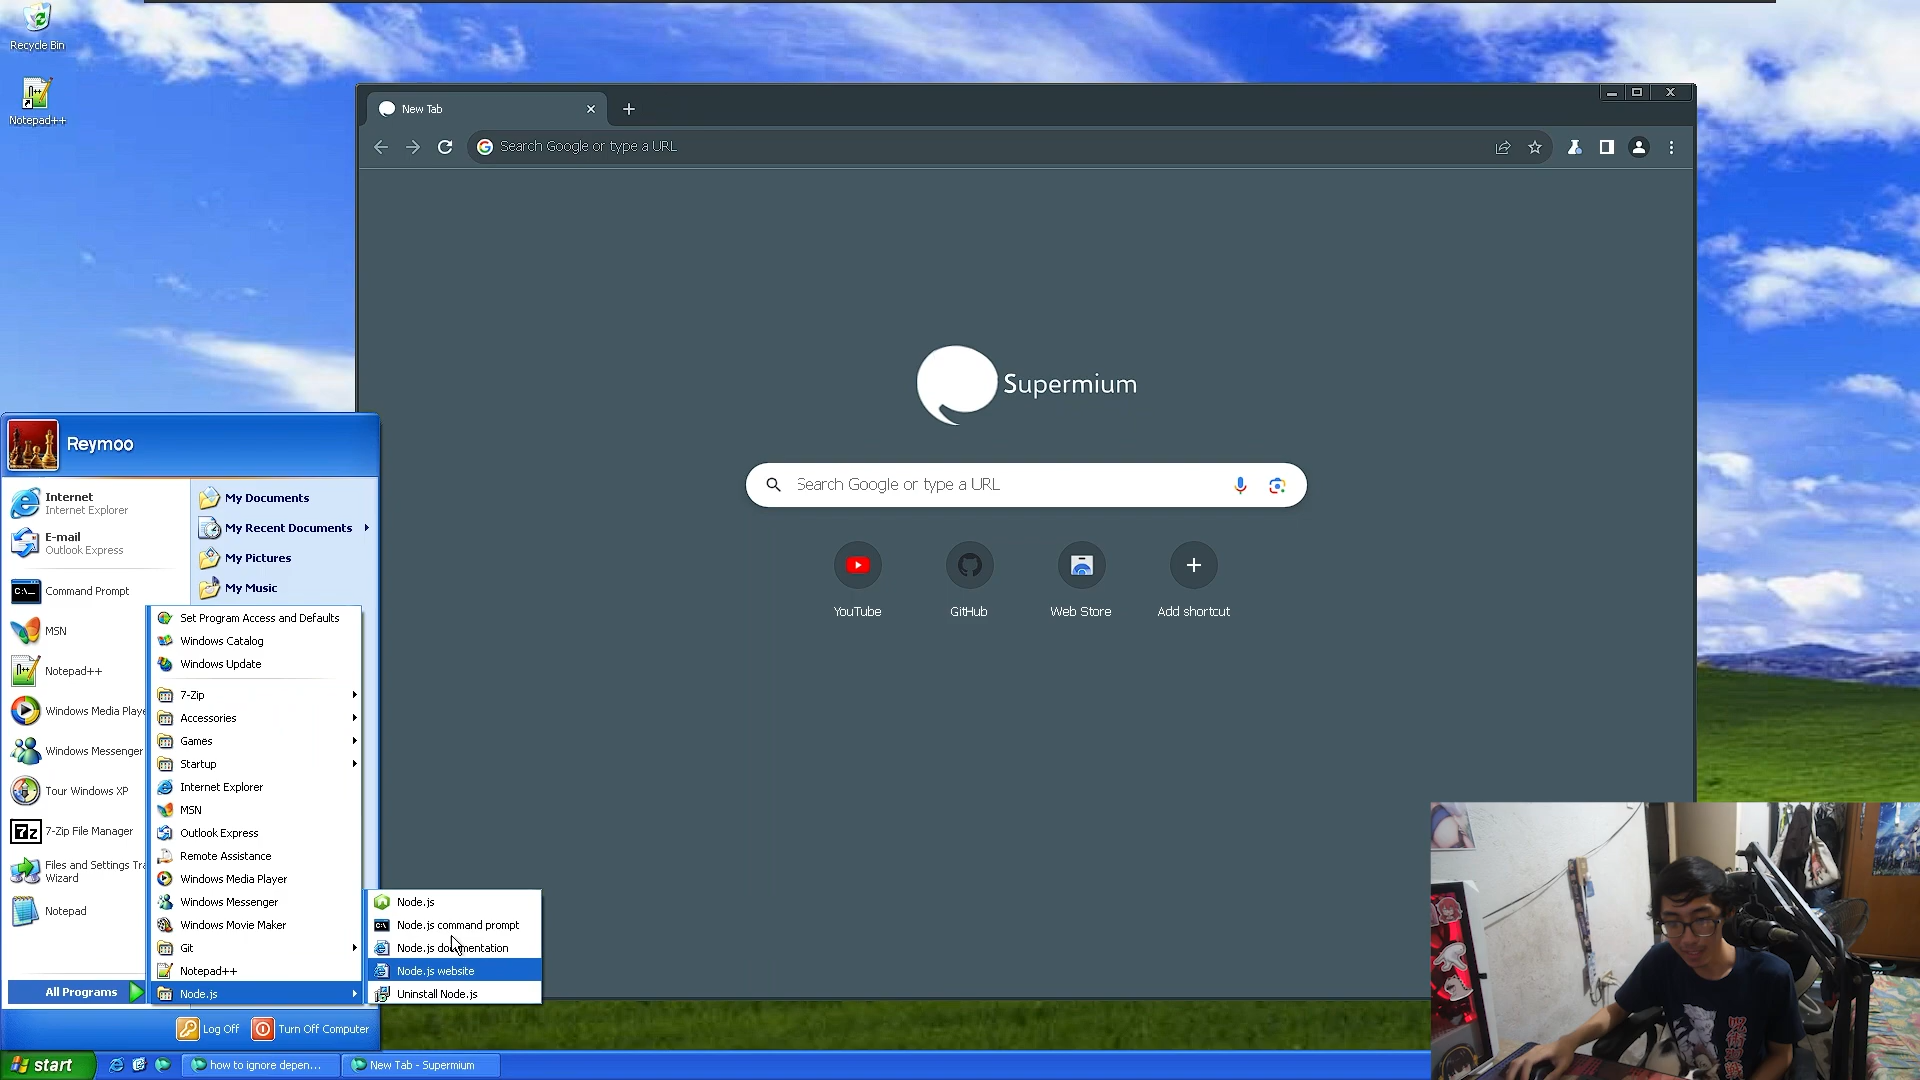 Recycle Bin
Notepad++
New Tab
Search Google or type a URL
Supermium
Search Google or type a URL
YouTube
GitHub
Web Store
Add shortcut
Reymoo
Internet
Internet Explorer
E-mail
Outlook Express
Command Prompt
MSN
Notepad++
Windows Media Playe
Windows Messenger
Tour Windows XP
7-Zip File Manager
Files and Settings Tra
Wizard
Notepad
All Programs
My Documents
My Recent Documents
My Pictures
My Music
Set Program Access and Defaults
Windows Catalog
Windows Update
7-Zip
Accessories
Games
Startup
Internet Explorer
MSN
Outlook Express
Remote Assistance
Windows Media Player
Windows Messenger
Windows Movie Maker
Git
Notepad++
Node.js
Node.js
Node.js command prompt
Node.js documentation
Node.js website
Uninstall Node.js
Log Off
Turn Off Computer
start
how to ignore depen...
New Tab - Supermium